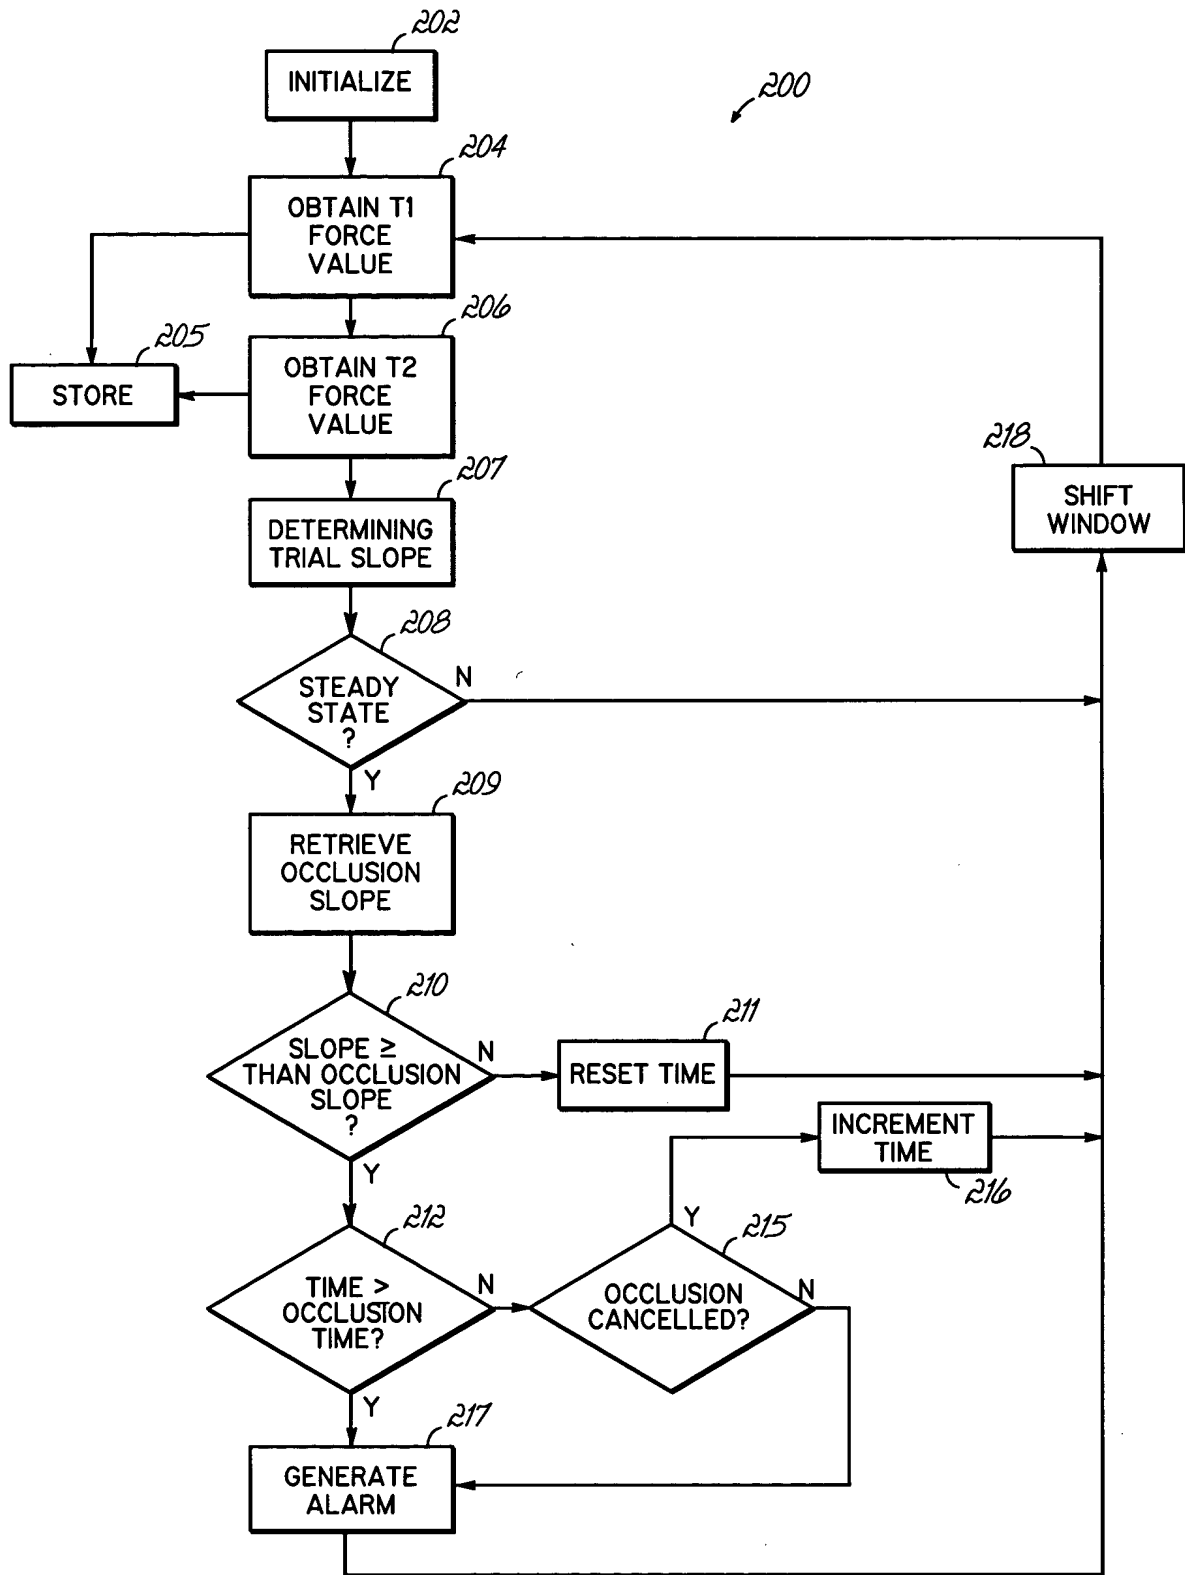 202
INITIALIZE
200
204
OBTAIN T1
FORCE
VALUE
205
STORE
206
OBTAIN T2
FORCE
VALUE
218
SHIFT
WINDOW
207
DETERMINING
TRIAL SLOPE
208
STEADY
STATE
?
N
Y
209
RETRIEVE
OCCLUSION
SLOPE
210
SLOPE ≥
THAN OCCLUSION
SLOPE
?
N
Y
211
RESET TIME
INCREMENT
TIME
216
212
TIME >
OCCLUSION
TIME?
N
Y
215
OCCLUSION
CANCELLED?
Y
N
217
GENERATE
ALARM